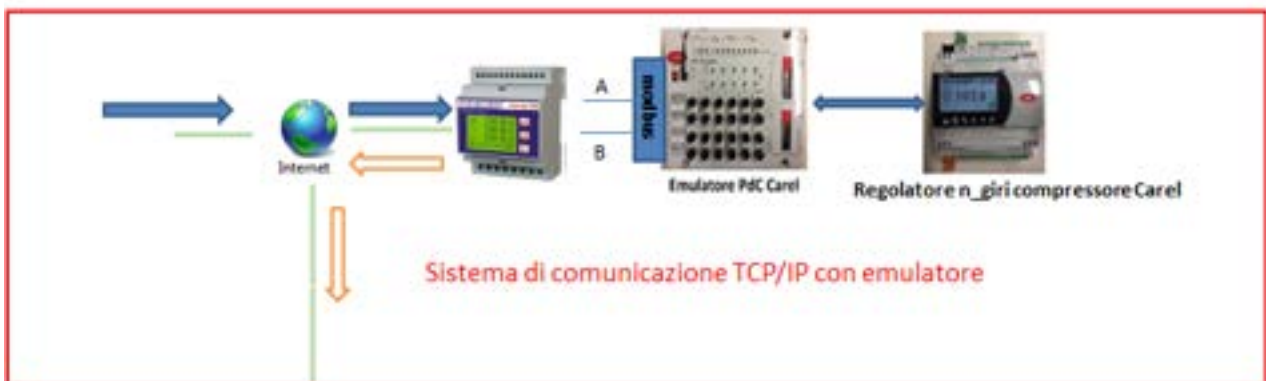 A
modbus
B
Internet
Emulatore PdC Carel
Regolatore n_giri compressore Carel
Sistema di comunicazione TCP/IP con emulatore